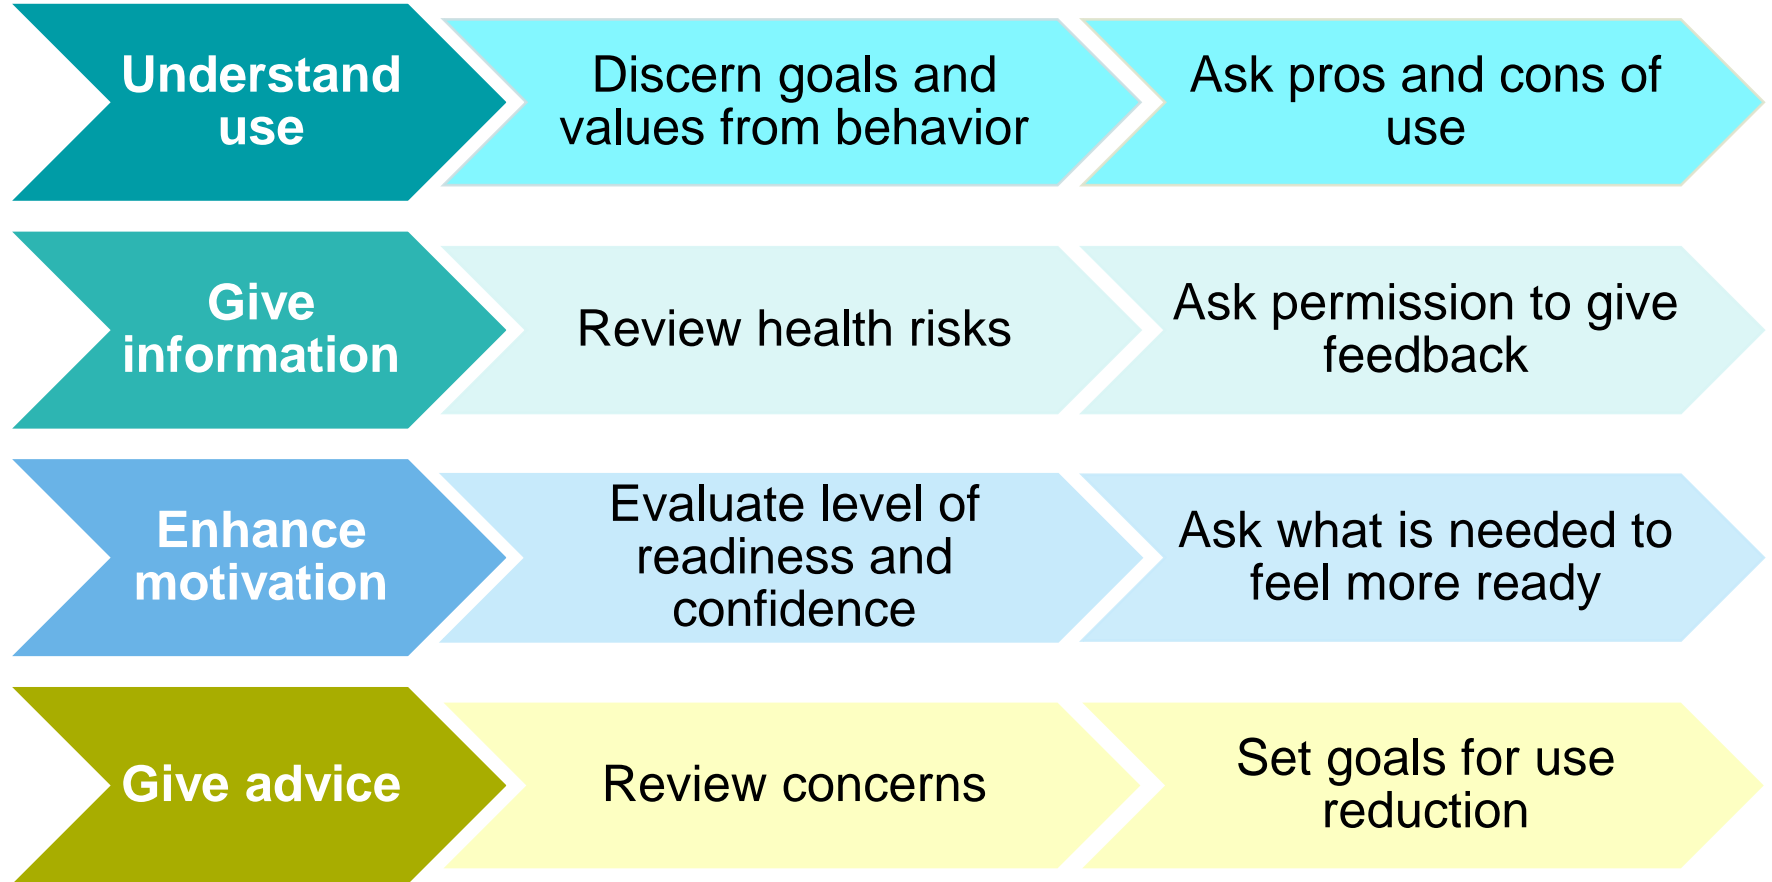 Understand
use
Discern goals and
values from behavior
Ask pros and cons of
use
Give
information
Review health risks
Ask permission to give
feedback
Enhance
motivation
Evaluate level of
readiness and
confidence
Ask what is needed to
feel more ready
Give advice
Review concerns
Set goals for use
reduction